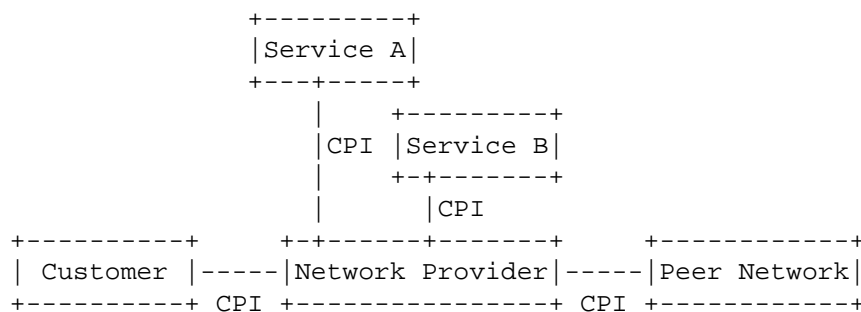 Service A
CPI Service B
CPI
Customer Network Provider Peer Network
CPI CPI